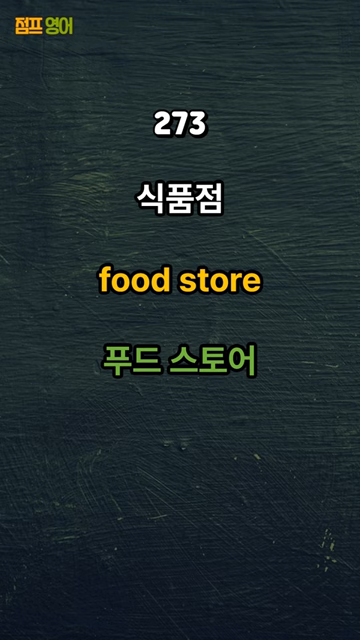 점프 영어
273
식품점
food store
푸드 스토어